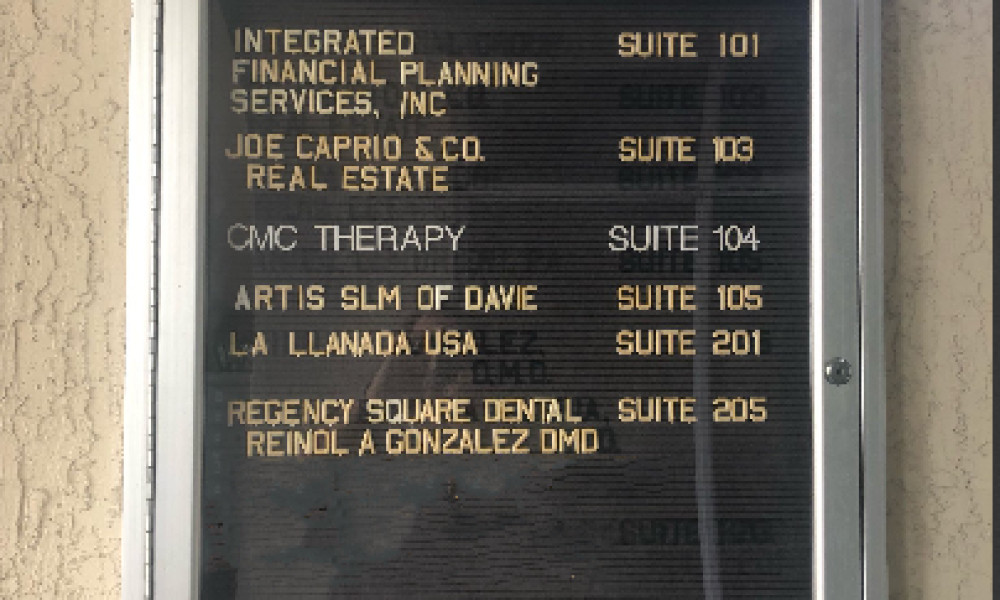 INTEGRATED SUITE 101
FINANCIAL PLANNING
SERVICES, INC
JOE CAPRIO & CO. SUITE 103
REAL ESTATE
CMC THERAPY SUITE 104
ARTIS SLM OF DAVIE SUITE 105
LA LLANADA USA SUITE 201
REGENCY SQUARE DENTAL SUITE 205
REINOL A GONZALEZ DMD